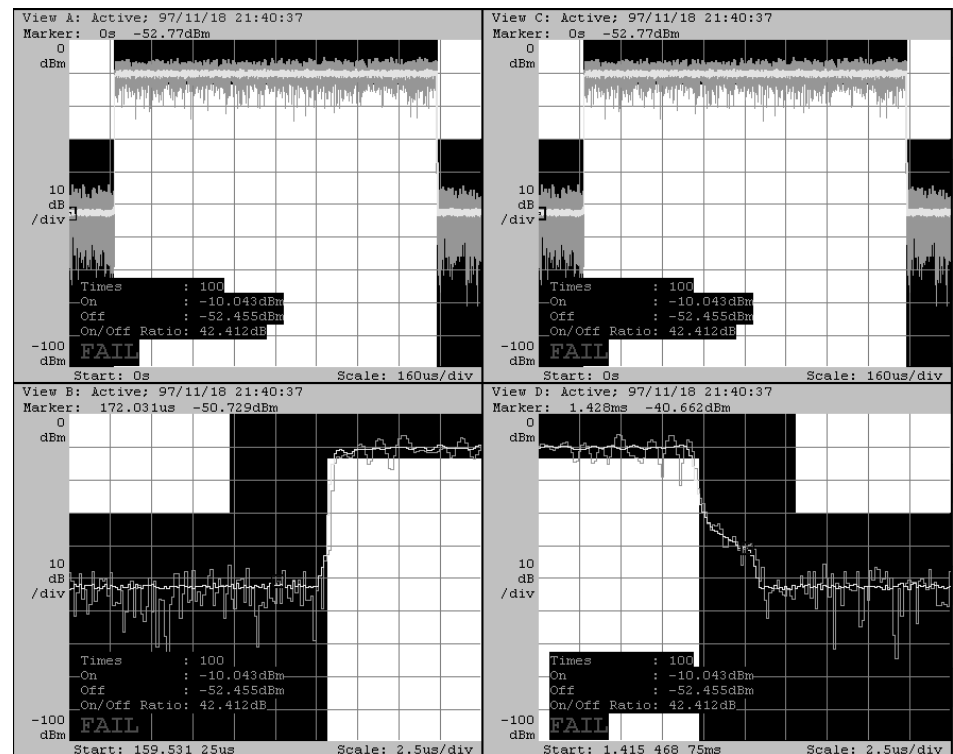 View A: Active; 97/11/18 21:40:37
Marker: 0s -52.77dBm
0
dBm
10
dB
/div
Times : 100
On : -10.043dBm
Off : -52.455dBm
On/Off Ratio: 42.412dB
-100
dBm
FAIL
Start: 0s Scale: 160us/div
View C: Active; 97/11/18 21:40:37
Marker: 0s -52.77dBm
0
dBm
10
dB
/div
Times : 100
On : -10.043dBm
Off : -52.455dBm
On/Off Ratio: 42.412dB
-100
dBm
FAIL
Start: 0s Scale: 160us/div
View B: Active; 97/11/18 21:40:37
Marker: 172.031us -50.729dBm
0
dBm
10
dB
/div
Times : 100
On : -10.043dBm
Off : -52.455dBm
On/Off Ratio: 42.412dB
-100
dBm
FAIL
Start: 159.531 25us Scale: 2.5us/div
View D: Active; 97/11/18 21:40:37
Marker: 1.428ms -40.662dBm
0
dBm
10
dB
/div
Times : 100
On : -10.043dBm
Off : -52.455dBm
On/Off Ratio: 42.412dB
-100
dBm
FAIL
Start: 1.415 468 75ms Scale: 2.5us/div